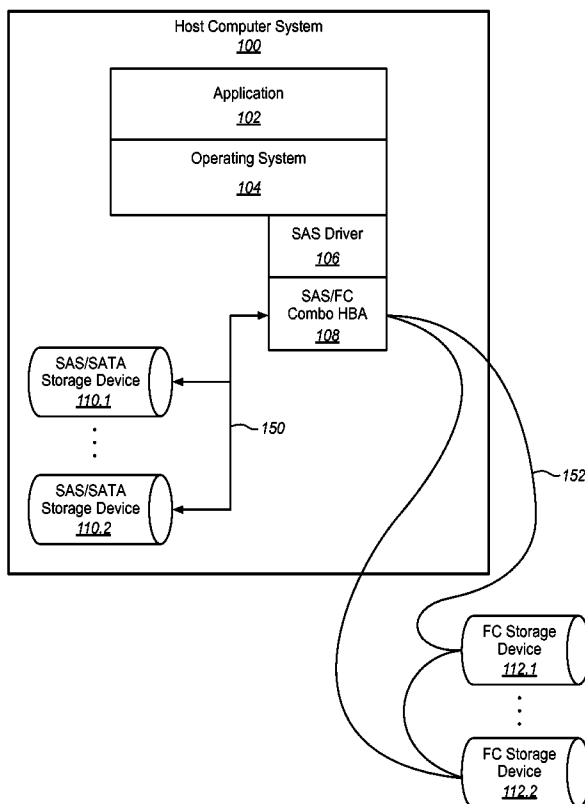 Host Computer System
100
Application
102
Operating System
104
SAS Driver
106
SAS/FC
Combo HBA
108
SAS/SATA
Storage Device
110.1
150
SAS/SATA
Storage Device
110.2
152
FC Storage
Device
112.1
FC Storage
Device
112.2